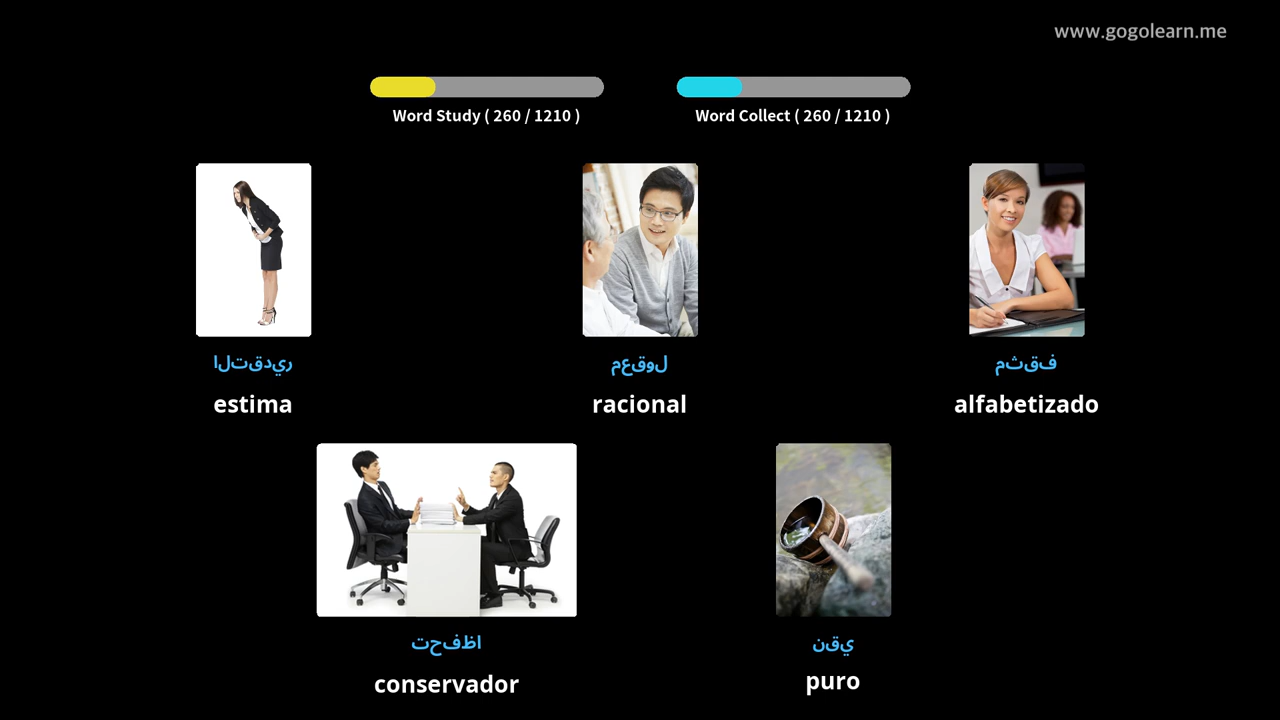 www.gogolearn.me
Word Study ( 260 / 1210 )
Word Collect ( 260 / 1210 )
التقدير
estima
معقول
racional
مثقف
alfabetizado
تحفظا
conservador
نقي
puro